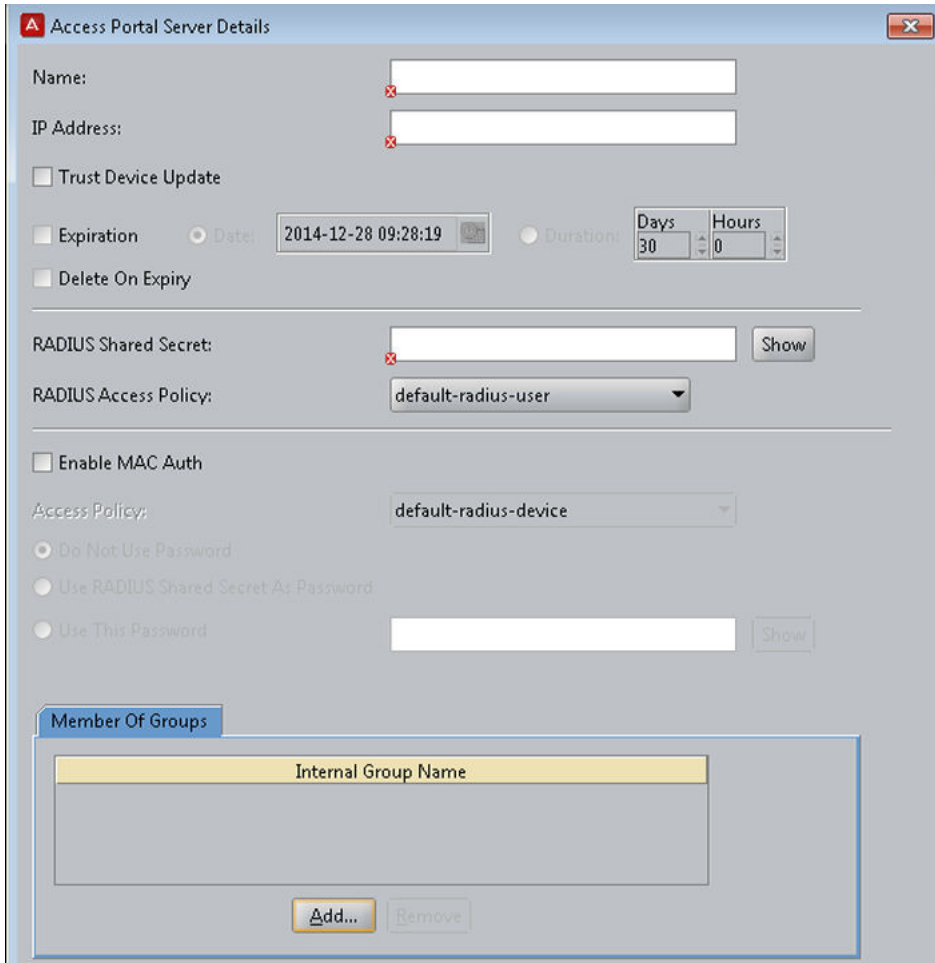 A Access Portal Server Details
Name:
IP Address:
Trust Device Update
Expiration Date: 2014-12-28 09:28:19 Duration: Days 30 Hours 0
Delete On Expiry
RADIUS Shared Secret: Show
RADIUS Access Policy: default-radius-user
Enable MAC Auth
Access Policy: default-radius-device
Do Not Use Password
Use RADIUS Shared Secret As Password
Use This Password Show
Member Of Groups
Internal Group Name
Add... Remove